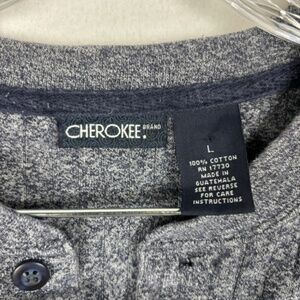 CHEROKEE. BRAND
L
100% COTTON
RN 17730
MADE IN
GUATEMALA
SEE REVERSE
FOR CARE
INSTRUCTIONS